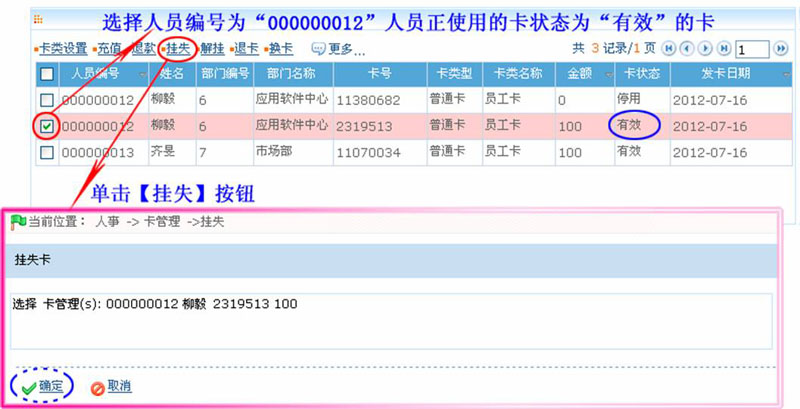 选择人员编号为“000000012”人员正使用的卡状态为“有效”的卡
卡类设置 充值 退款 挂失 解挂 退卡 换卡 更多... 共 3 记录/1 页 1
人员编号 姓名 部门编号 部门名称 卡号 卡类型 卡类名称 金额 卡状态 发卡日期
000000012 柳毅 6 应用软件中心 11380682 普通卡 员工卡 0 停用 2012-07-16
000000012 柳毅 6 应用软件中心 2319513 普通卡 员工卡 100 有效 2012-07-16
000000013 齐旻 7 市场部 11070034 普通卡 员工卡 100 有效 2012-07-16
单击【挂失】按钮
当前位置: 人事 -> 卡管理 ->挂失
挂失卡
选择 卡管理(s): 000000012 柳毅 2319513 100
确定 取消